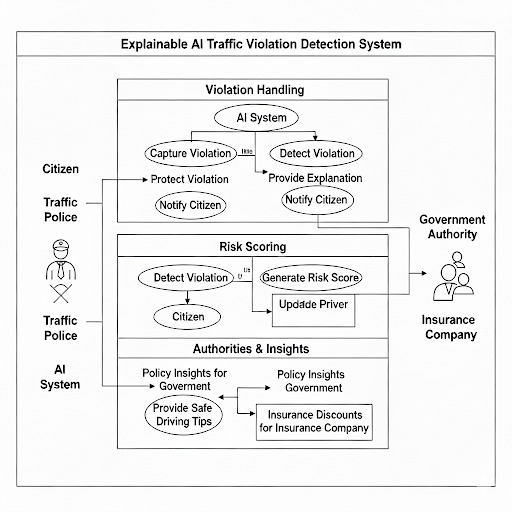 Explainable AI Traffic Violation Detection System
Violation Handling
AI System
Capture Violation
Detect Violation
Protect Violation
Provide Explanation
Notify Citizen
Notify Citizen
Citizen
Traffic
Police
Traffic
Police
AI
System
Government
Authority
Insurance
Company
Risk Scoring
Detect Violation
Generate Risk Score
Citizen
Update Priver
Authorities & Insights
Policy Insights for
Goverment
Policy Insights
Government
Provide Safe
Driving Tips
Insurance Discounts
for Insurance Company